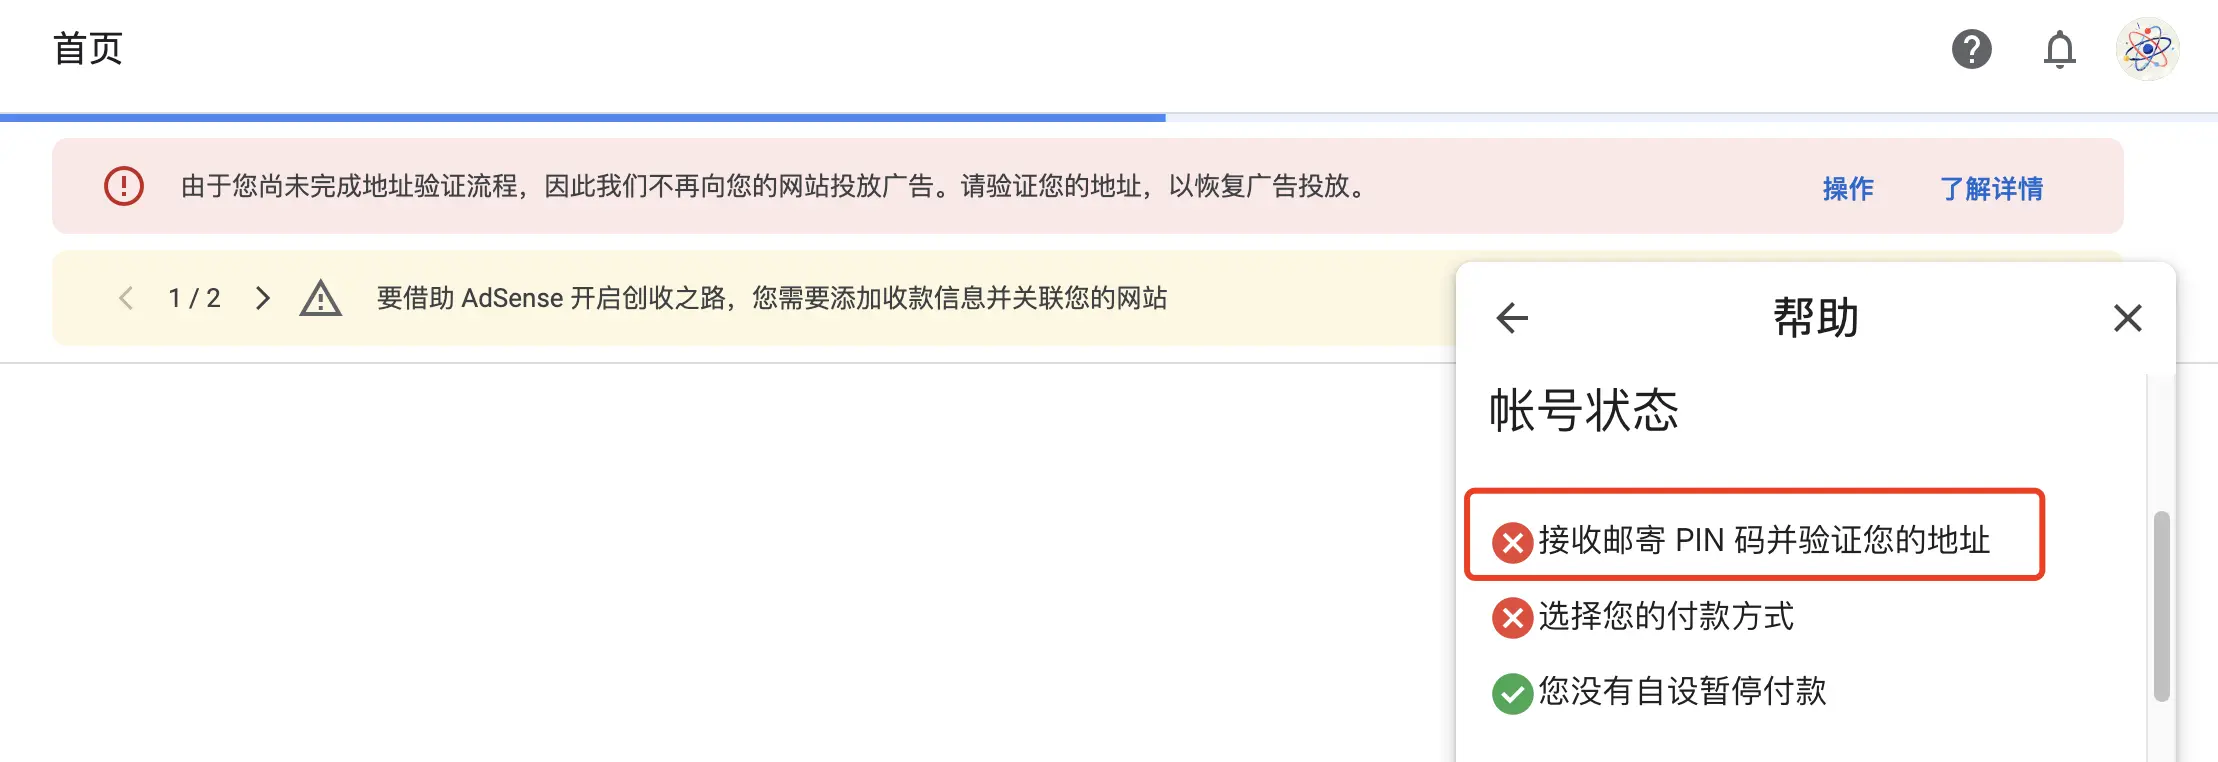 首页
由于您尚未完成地址验证流程，因此我们不再向您的网站投放广告。请验证您的地址，以恢复广告投放。 操作 了解详情
1 / 2 要借助 AdSense 开启创收之路，您需要添加收款信息并关联您的网站
帮助
帐号状态
接收邮寄 PIN 码并验证您的地址
选择您的付款方式
您没有自设暂停付款